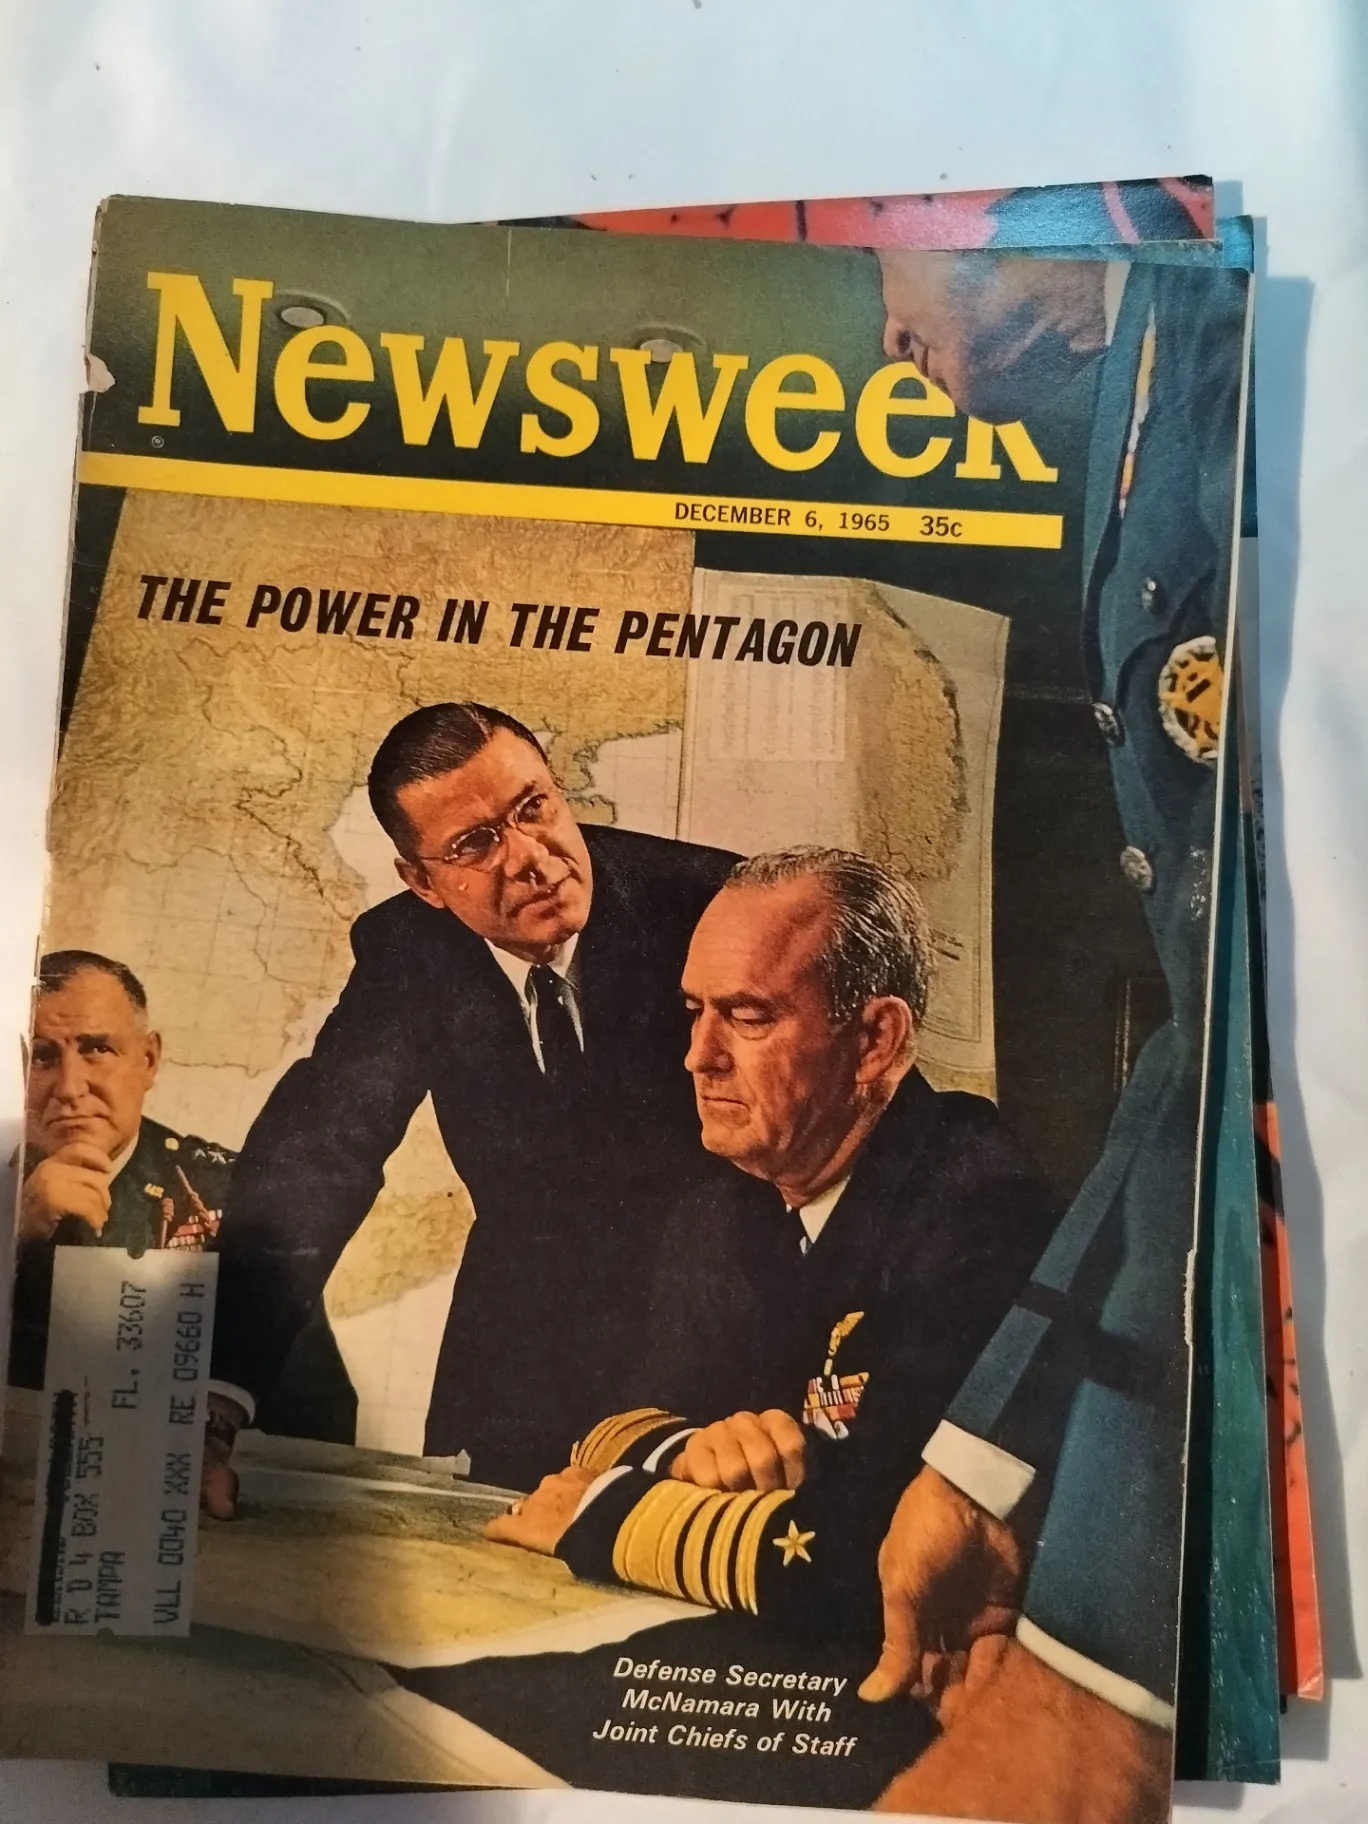 Newsweek
DECEMBER 6, 1965 35c
THE POWER IN THE PENTAGON
R D 4 BOX 555
TAMPA FL. 33607
VLL 0040 XXX RE 09660 H
Defense Secretary
McNamara With
Joint Chiefs of Staff